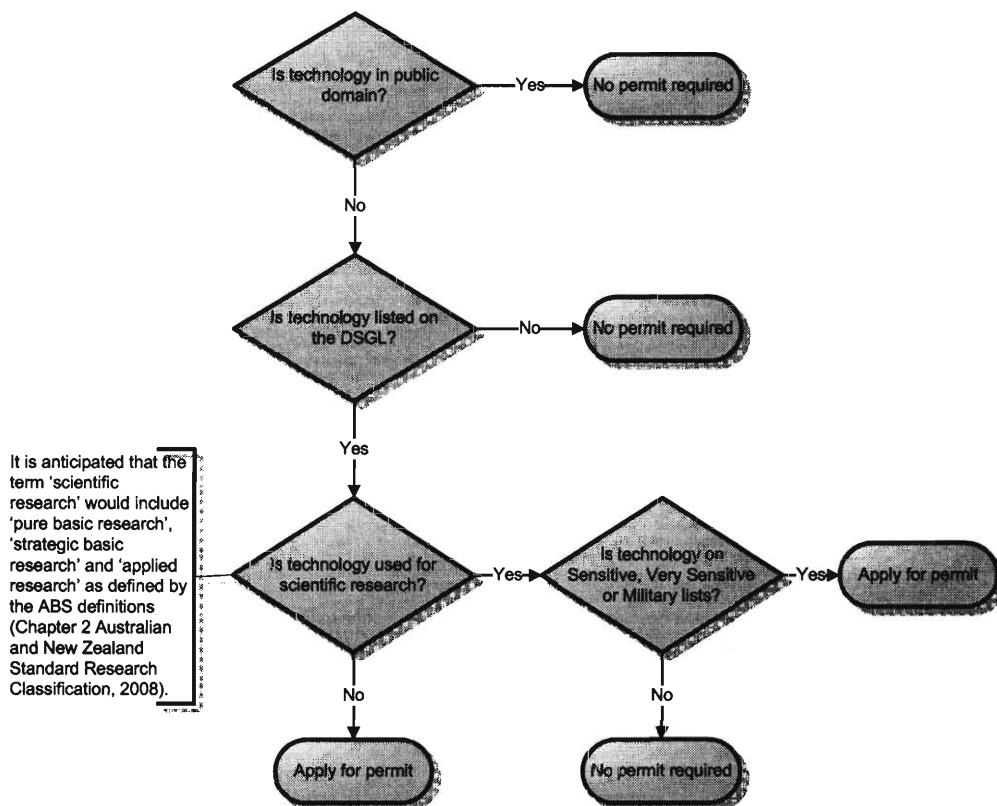 Is technology in public
domain?
Yes
No permit required
No
Is technology listed on
the DSGL?
No
No permit required
Yes
It is anticipated that the
term ‘scientific
research’ would include
‘pure basic research’,
‘strategic basic
research’ and ‘applied
research’ as defined by
the ABS definitions
(Chapter 2 Australian
and New Zealand
Standard Research
Classification, 2008).
Is technology used for
scientific research?
Yes
Is technology on
Sensitive, Very Sensitive
or Military lists?
Yes
Apply for permit
No
No
Apply for permit
No permit required